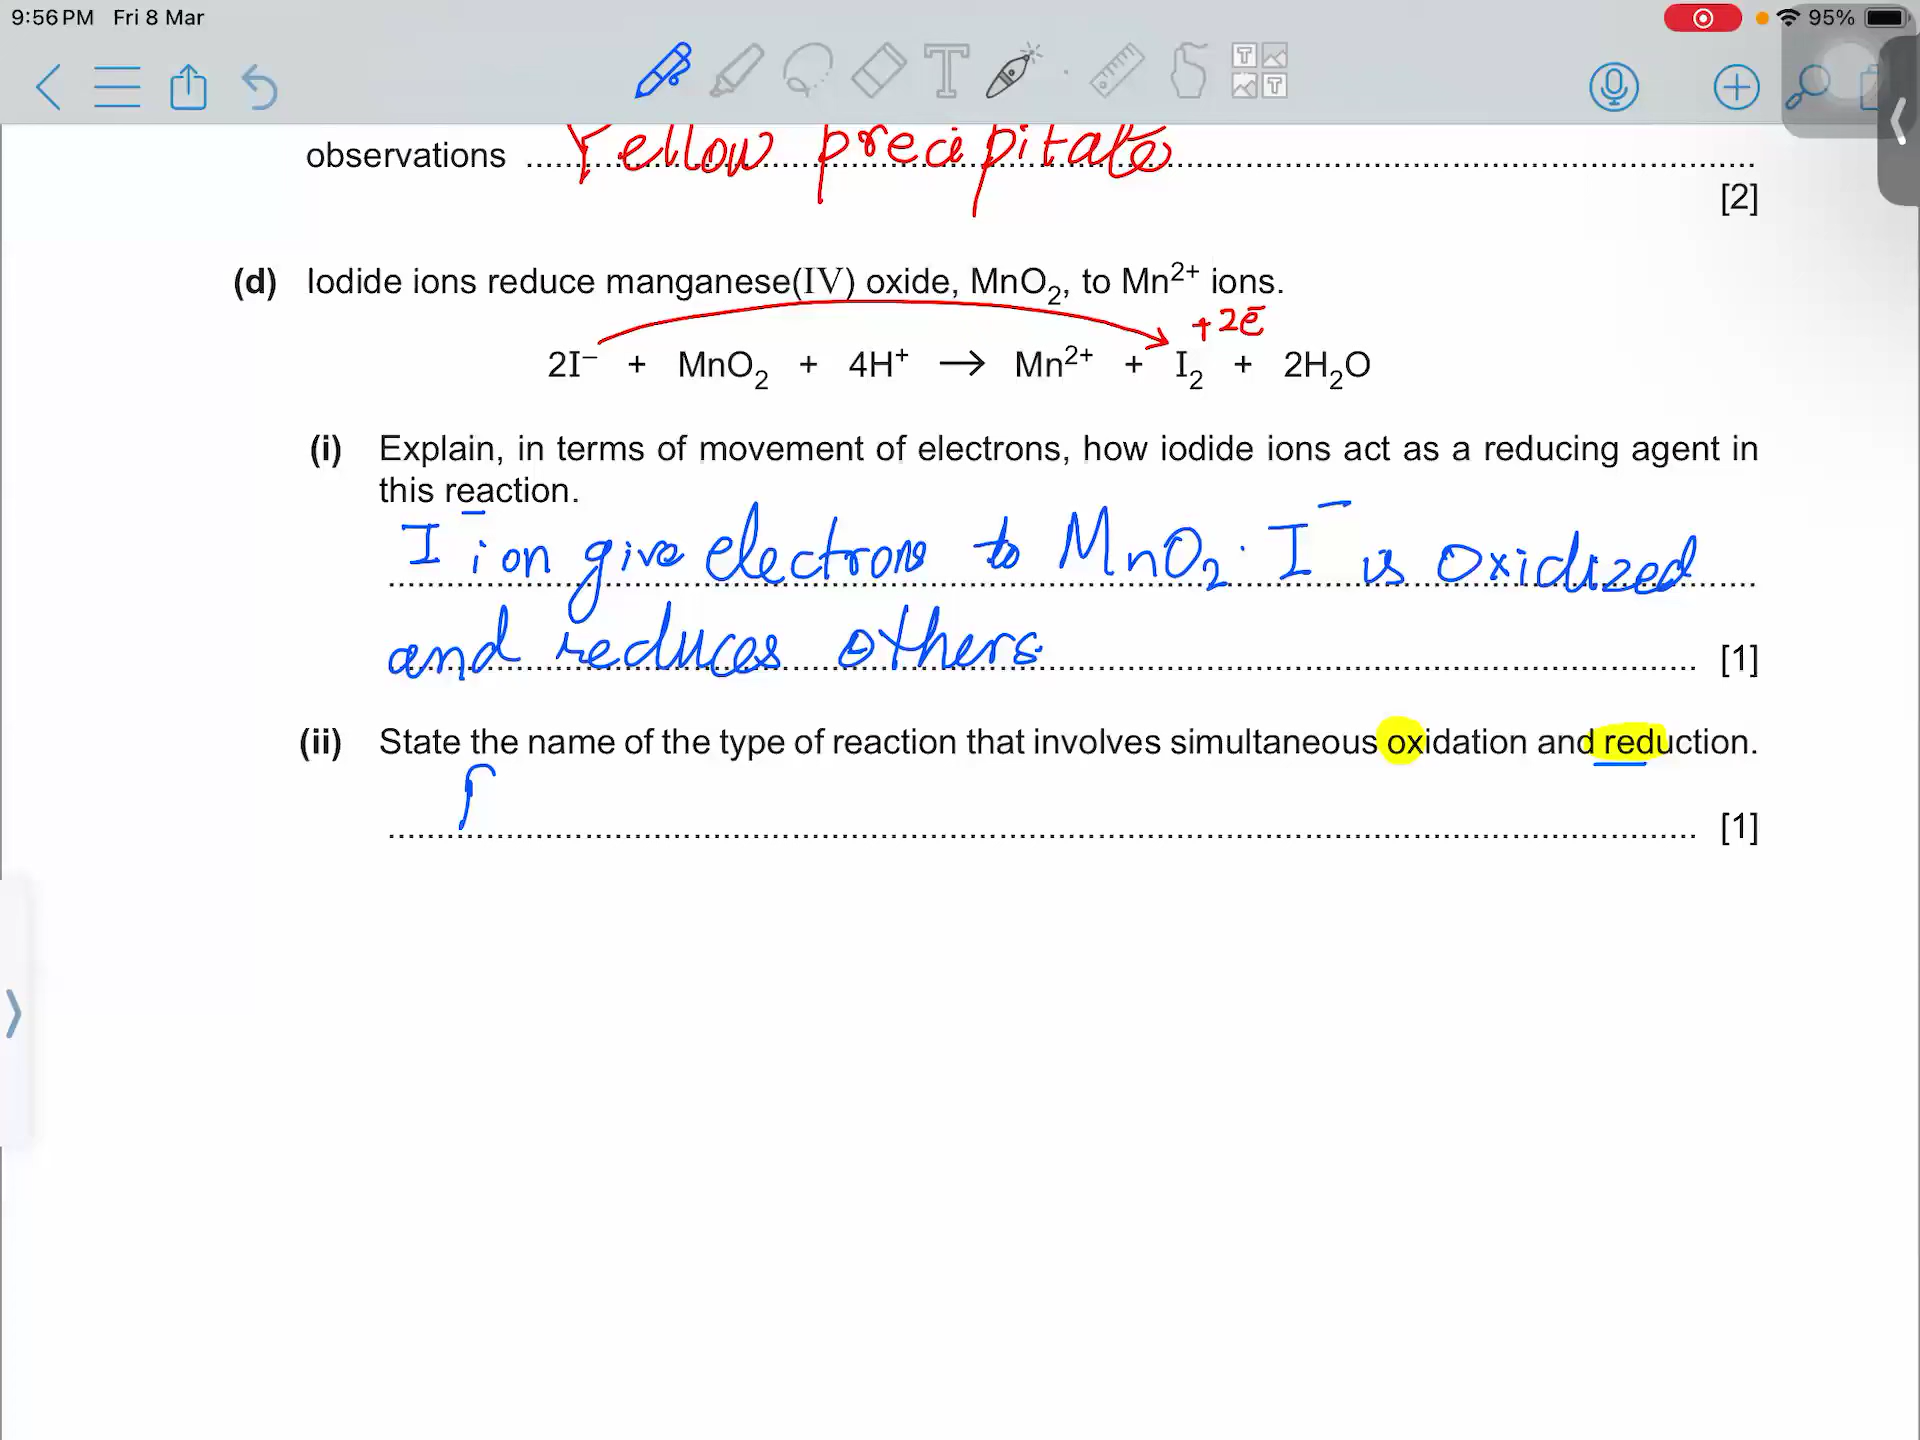 9:56 PM Fri 8 Mar
95%
observations Yellow precipitate
[2]
(d) Iodide ions reduce manganese(IV) oxide, MnO₂, to Mn²⁺ ions.
+2e̅
2I⁻ + MnO₂ + 4H⁺ → Mn²⁺ + I₂ + 2H₂O
(i) Explain, in terms of movement of electrons, how iodide ions act as a reducing agent in
this reaction.
I⁻ ion give electrons to MnO₂. I⁻ is oxidized
and reduces others. [1]
(ii) State the name of the type of reaction that involves simultaneous oxidation and reduction.
[1]